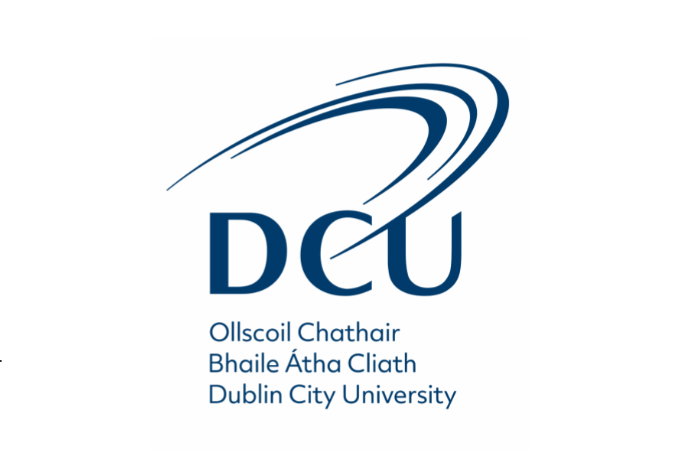 DCU
Ollscoil Chathair
Bhaile Átha Cliath
Dublin City University